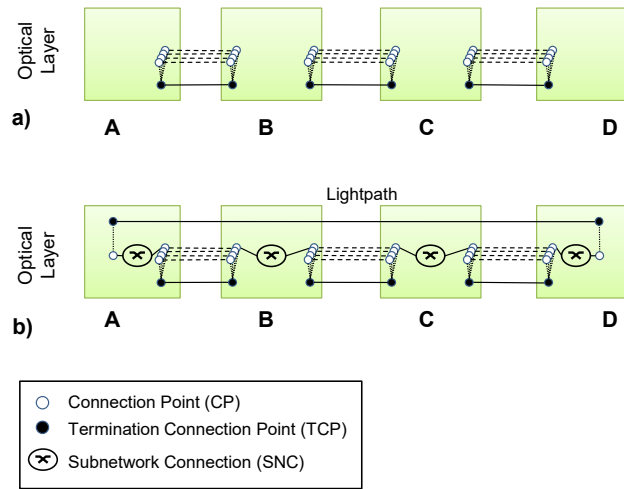 Optical
Layer
a)
A
B
C
D
Lightpath
Optical
Layer
b)
A
B
C
D
Connection Point (CP)
Termination Connection Point (TCP)
Subnetwork Connection (SNC)